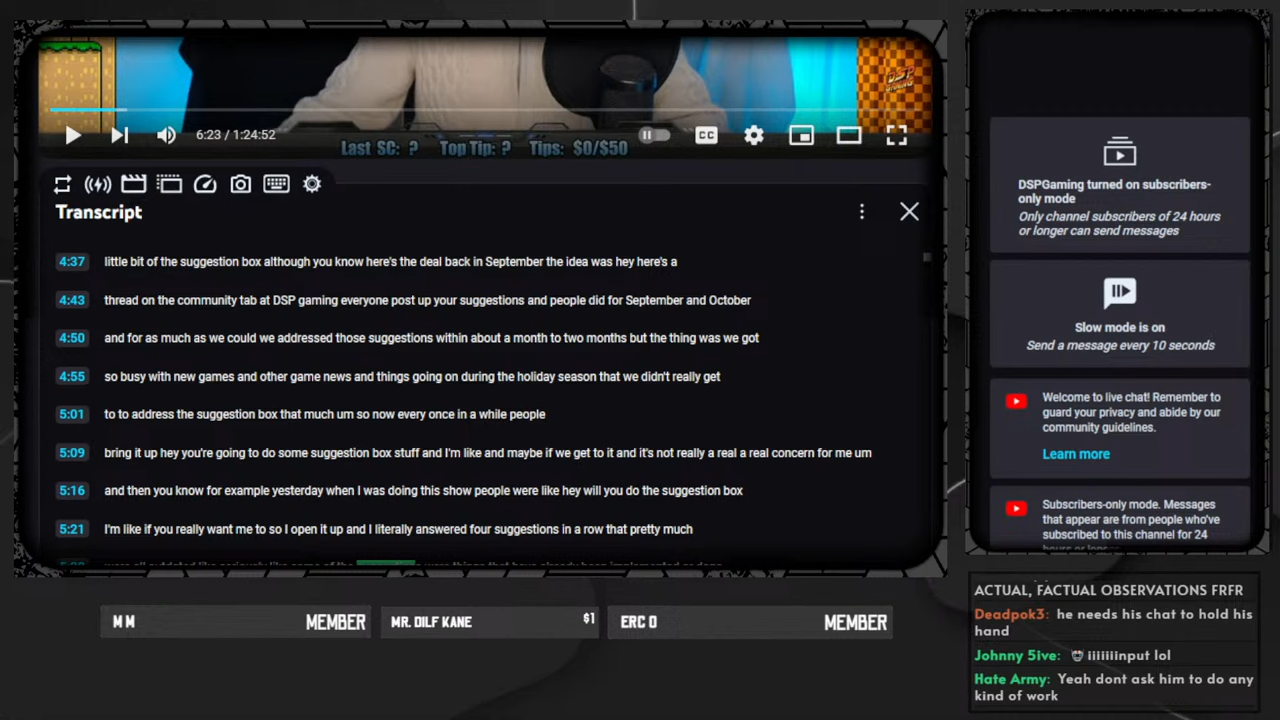 DSP
GAMING
6:23 / 1:24:52
CC
Last SC: ? Top Tip: ? Tips: $0/$50
Transcript
4:37 little bit of the suggestion box although you know here's the deal back in September the idea was hey here's a
4:43 thread on the community tab at DSP gaming everyone post up your suggestions and people did for September and October
4:50 and for as much as we could we addressed those suggestions within about a month to two months but the thing was we got
4:55 so busy with new games and other game news and things going on during the holiday season that we didn't really get
5:01 to to address the suggestion box that much um so now every once in a while people
5:09 bring it up hey you're going to do some suggestion box stuff and I'm like and maybe if we get to it and it's not really a real a real concern for me um
5:16 and then you know for example yesterday when I was doing this show people were like hey will you do the suggestion box
5:21 I'm like if you really want me to so I open it up and I literally answered four suggestions in a row that pretty much
M M MEMBER
MR. DILF KANE $1
ERC O MEMBER
DSPGaming turned on subscribers-
only mode
Only channel subscribers of 24 hours
or longer can send messages
Slow mode is on
Send a message every 10 seconds
Welcome to live chat! Remember to
guard your privacy and abide by our
community guidelines.
Learn more
Subscribers-only mode. Messages
that appear are from people who've
subscribed to this channel for 24
ACTUAL, FACTUAL OBSERVATIONS FRFR
Deadpok3: he needs his chat to hold his
hand
Johnny 5ive: iiiiiinput lol
Hate Army: Yeah dont ask him to do any
kind of work